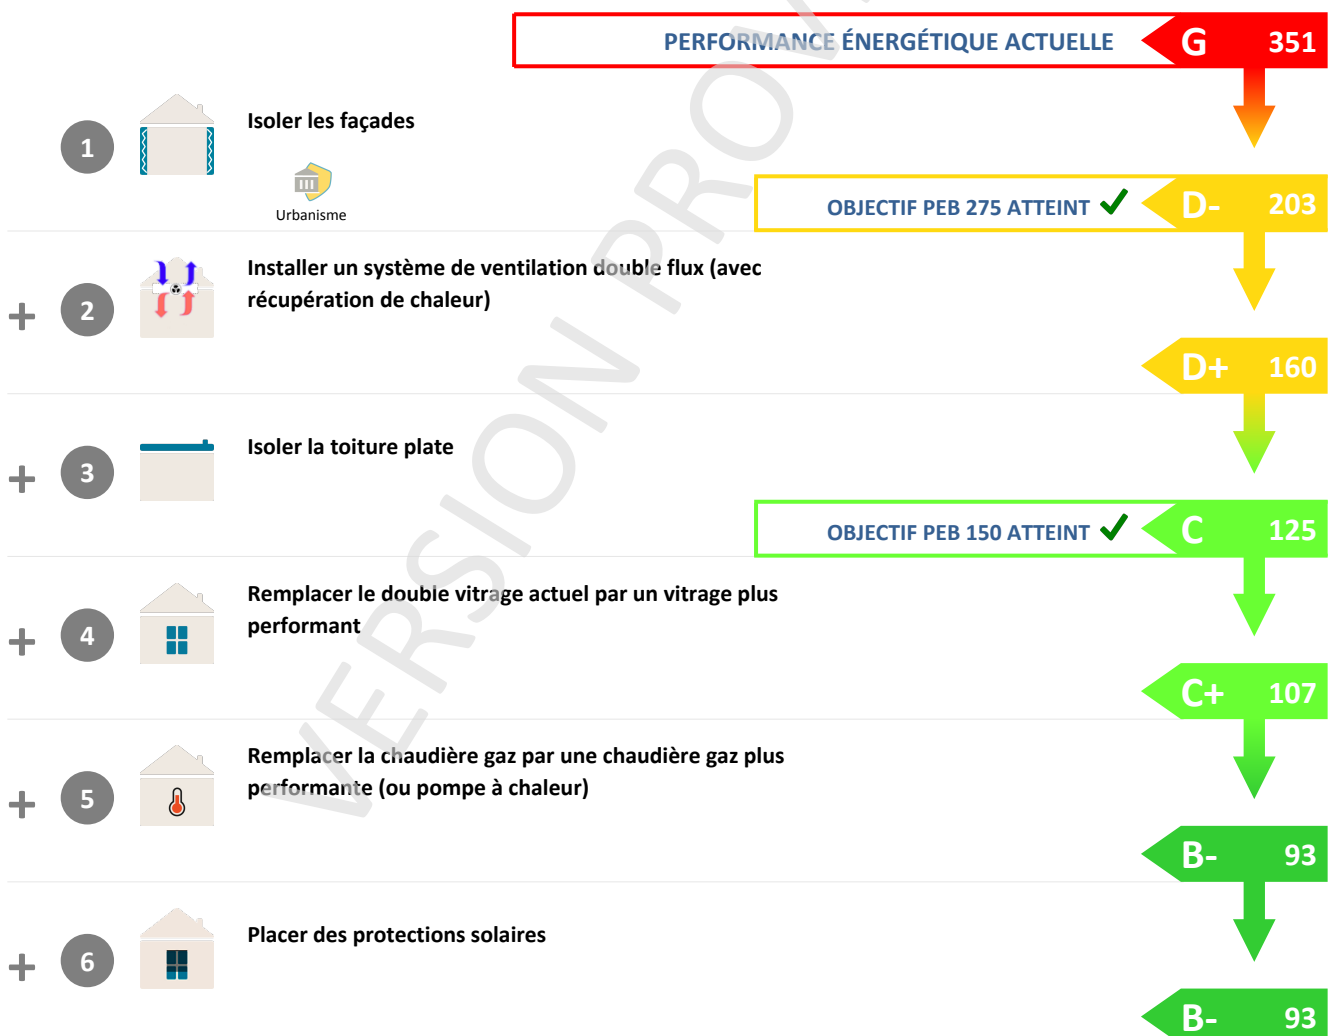 PERFORMANCE ÉNERGÉTIQUE ACTUELLE G 351
1 Isoler les façades
Urbanisme
OBJECTIF PEB 275 ATTEINT ✔ D- 203
+ 2 Installer un système de ventilation double flux (avec
récupération de chaleur)
D+ 160
+ 3 Isoler la toiture plate
OBJECTIF PEB 150 ATTEINT ✔ C 125
+ 4 Remplacer le double vitrage actuel par un vitrage plus
performant
C+ 107
+ 5 Remplacer la chaudière gaz par une chaudière gaz plus
performante (ou pompe à chaleur)
B- 93
+ 6 Placer des protections solaires
B- 93
VERSION PROV